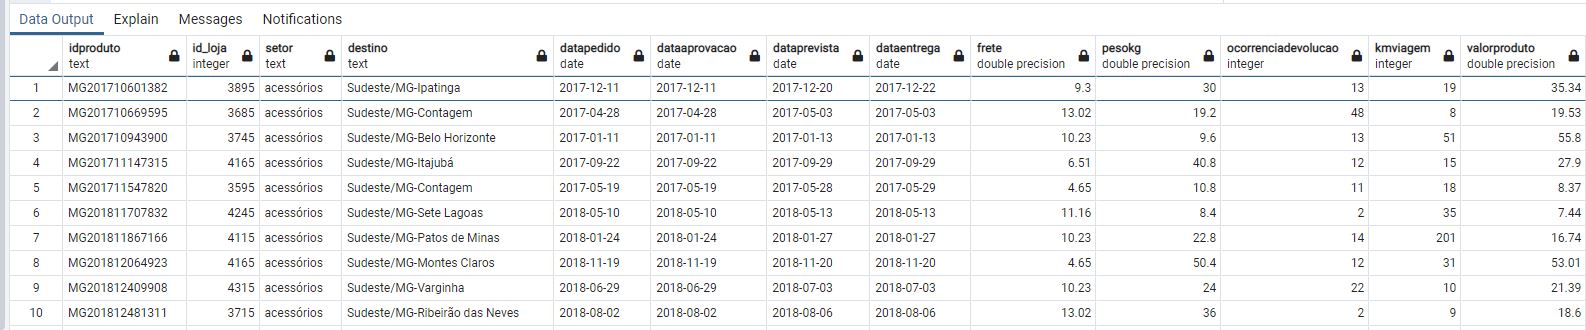 Data Output Explain Messages Notifications
idproduto id_loja setor destino datapedido dataaprovacao dataprevista dataentrega frete pesokg ocorrenciadevolucao kmviagem valorproduto
text integer text text date date date date double precision double precision integer integer double precision
1 MG201710601382 3895 acessórios Sudeste/MG-Ipatinga 2017-12-11 2017-12-11 2017-12-20 2017-12-22 9.3 30 13 19 35.34
2 MG201710669595 3685 acessórios Sudeste/MG-Contagem 2017-04-28 2017-04-28 2017-05-03 2017-05-03 13.02 19.2 48 8 19.53
3 MG201710943900 3745 acessórios Sudeste/MG-Belo Horizonte 2017-01-11 2017-01-11 2017-01-13 2017-01-13 10.23 9.6 13 51 55.8
4 MG201711147315 4165 acessórios Sudeste/MG-Itajubá 2017-09-22 2017-09-22 2017-09-29 2017-09-29 6.51 40.8 12 15 27.9
5 MG201711547820 3595 acessórios Sudeste/MG-Contagem 2017-05-19 2017-05-19 2017-05-28 2017-05-29 4.65 10.8 11 18 8.37
6 MG201811707832 4245 acessórios Sudeste/MG-Sete Lagoas 2018-05-10 2018-05-10 2018-05-13 2018-05-13 11.16 8.4 2 35 7.44
7 MG201811867166 4115 acessórios Sudeste/MG-Patos de Minas 2018-01-24 2018-01-24 2018-01-27 2018-01-27 10.23 22.8 14 201 16.74
8 MG201812064923 4165 acessórios Sudeste/MG-Montes Claros 2018-11-19 2018-11-19 2018-11-20 2018-11-20 4.65 50.4 12 31 53.01
9 MG201812409908 4315 acessórios Sudeste/MG-Varginha 2018-06-29 2018-06-29 2018-07-03 2018-07-03 10.23 24 22 10 21.39
10 MG201812481311 3715 acessórios Sudeste/MG-Ribeirão das Neves 2018-08-02 2018-08-02 2018-08-06 2018-08-06 13.02 36 2 9 18.6